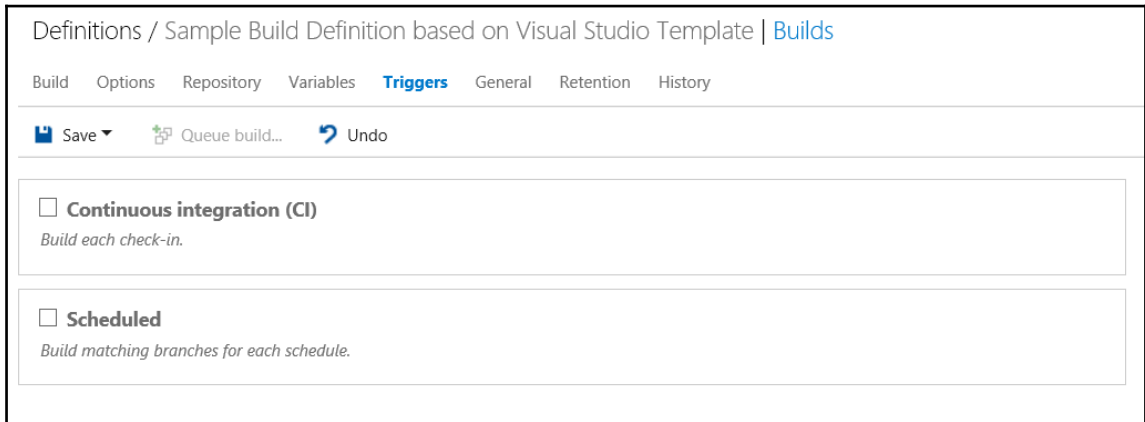 Definitions / Sample Build Definition based on Visual Studio Template | Builds
Build Options Repository Variables Triggers General Retention History
Save Queue build... Undo
Continuous integration (CI)
Build each check-in.
Scheduled
Build matching branches for each schedule.